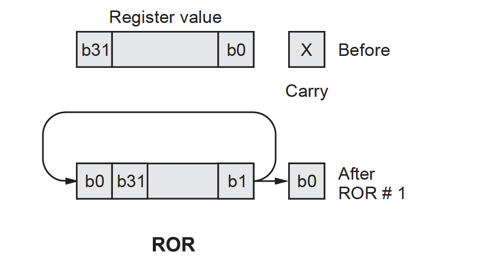 Register value
b31 b0 X Before
Carry
b0 b31 b1 b0 After
ROR # 1
ROR